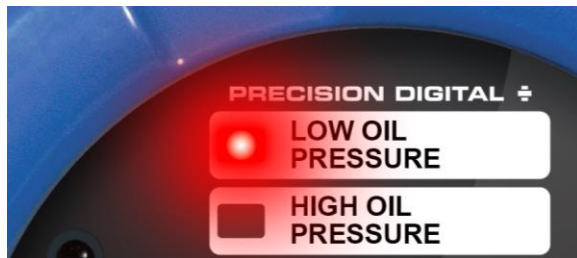 PRECISION DIGITAL
LOW OIL
PRESSURE
HIGH OIL
PRESSURE